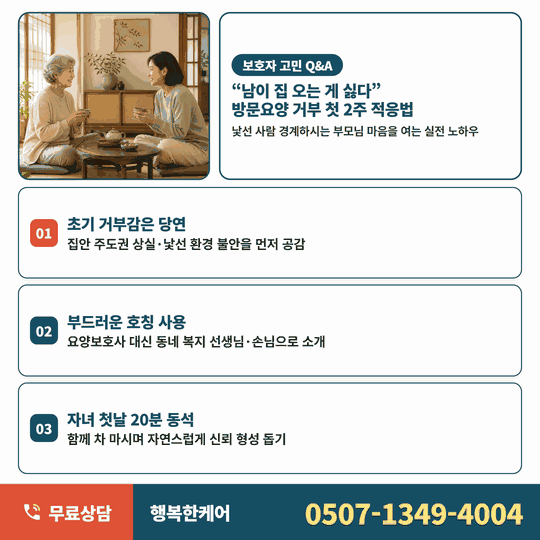 보호자 고민 Q&A
“남이 집 오는 게 싫다”
방문요양 거부 첫 2주 적응법
낯선 사람 경계하시는 부모님 마음을 여는 실전 노하우
01
초기 거부감은 당연
집안 주도권 상실·낯선 환경 불안을 먼저 공감
02
부드러운 호칭 사용
요양보호사 대신 동네 복지 선생님·손님으로 소개
03
자녀 첫날 20분 동석
함께 차 마시며 자연스럽게 신뢰 형성 돕기
무료상담
행복한케어
0507-1349-4004